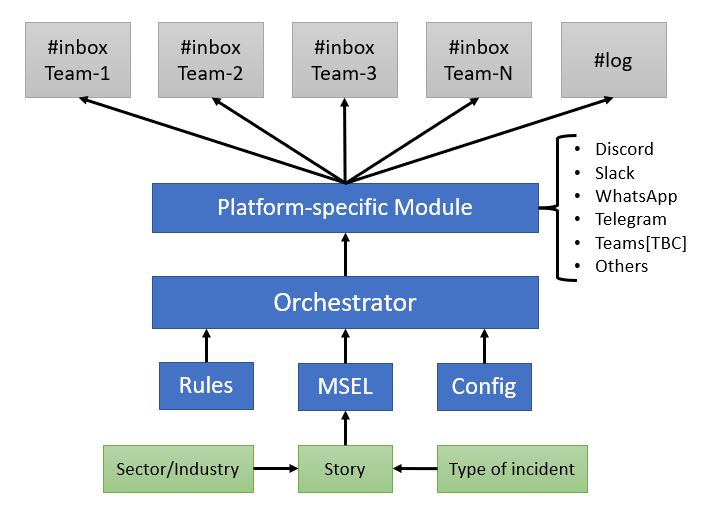 #inbox
Team-1
#inbox
Team-2
#inbox
Team-3
#inbox
Team-N
#log
Platform-specific Module
• Discord
• Slack
• WhatsApp
• Telegram
• Teams[TBC]
• Others
Orchestrator
Rules
MSEL
Config
Sector/Industry
Story
Type of incident